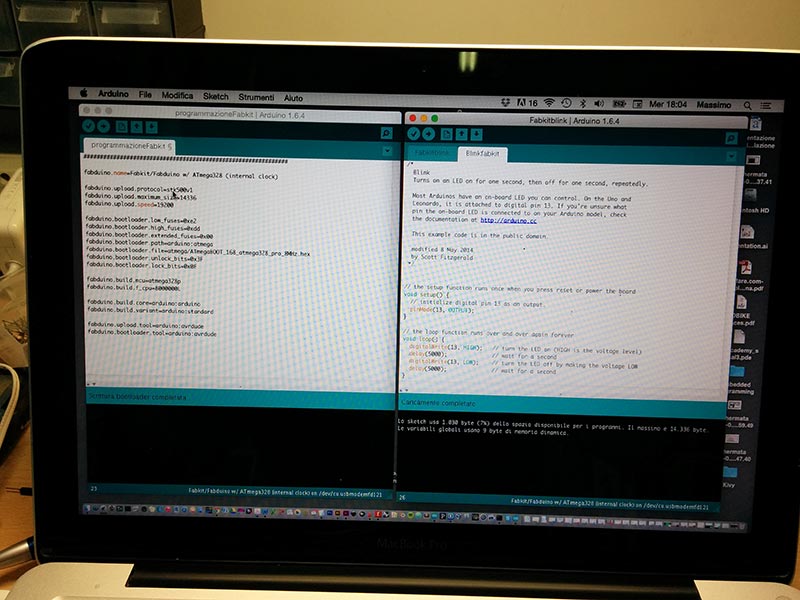 Arduino File Modifica Sketch Strumenti Aiuto
16 Mer 18:04 Massimo
programmazioneFabkit | Arduino 1.6.4
programmazioneFabkit §
##########################################################
fabduino.name=Fabkit/Fabduino w/ ATmega328 (internal clock)
fabduino.upload.protocol=stk500v1
fabduino.upload.maximum_size=14336
fabduino.upload.speed=19200
fabduino.bootloader.low_fuses=0xe2
fabduino.bootloader.high_fuses=0xdd
fabduino.bootloader.extended_fuses=0x00
fabduino.bootloader.path=arduino:atmega
fabduino.bootloader.file=atmega/ATmegaBOOT_168_atmega328_pro_8MHz.hex
fabduino.bootloader.unlock_bits=0x3F
fabduino.bootloader.lock_bits=0x0F
fabduino.build.mcu=atmega328p
fabduino.build.f_cpu=8000000L
fabduino.build.core=arduino:arduino
fabduino.build.variant=arduino:standard
fabduino.upload.tool=arduino:avrdude
fabduino.bootloader.tool=arduino:avrdude
Scrittura bootloader completata.
23
Fabkit/Fabduino w/ ATmega328 (internal clock) on /dev/cu.usbmodemfd121
Fabkitblink | Arduino 1.6.4
Fabkitblink Blinkfabkit
/*
Blink
Turns on an LED on for one second, then off for one second, repeatedly.
Most Arduinos have an on-board LED you can control. On the Uno and
Leonardo, it is attached to digital pin 13. If you're unsure what
pin the on-board LED is connected to on your Arduino model, check
the documentation at http://arduino.cc
This example code is in the public domain.
modified 8 May 2014
by Scott Fitzgerald
*/
// the setup function runs once when you press reset or power the board
void setup() {
// initialize digital pin 13 as an output.
pinMode(13, OUTPUT);
}
// the loop function runs over and over again forever
void loop() {
digitalWrite(13, HIGH); // turn the LED on (HIGH is the voltage level)
delay(5000); // wait for a second
digitalWrite(13, LOW); // turn the LED off by making the voltage LOW
delay(5000); // wait for a second
}
Caricamento completato
Lo sketch usa 1.030 byte (7%) dello spazio disponibile per i programmi. Il massimo è 14.336 byte.
Le variabili globali usano 9 byte di memoria dinamica.
26
Fabkit/Fabduino w/ ATmega328 (internal clock) on /dev/cu.usbmodemfd121
Kivy
MacBook Pro